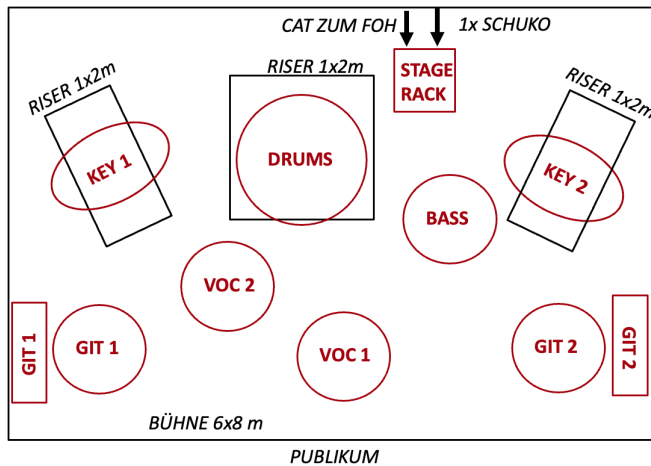 CAT ZUM FOH
1x SCHUKO
RISER 1x2m
RISER 1x2m
STAGE
RACK
RISER 1x2m
KEY 1
DRUMS
KEY 2
BASS
VOC 2
GIT 1
GIT 1
VOC 1
GIT 2
GIT 2
BÜHNE 6x8 m
PUBLIKUM